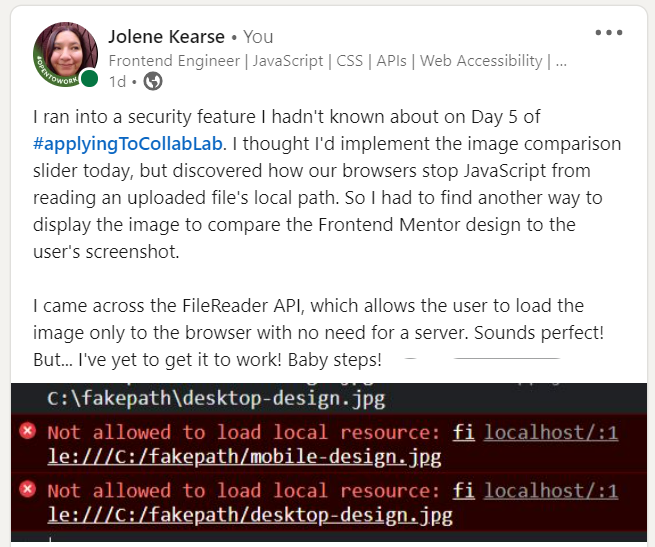 Jolene Kearse • You
Frontend Engineer | JavaScript | CSS | APIs | Web Accessibility | ...
1d •
#OPENTOWORK
I ran into a security feature I hadn't known about on Day 5 of
#applyingToCollabLab. I thought I'd implement the image comparison
slider today, but discovered how our browsers stop JavaScript from
reading an uploaded file's local path. So I had to find another way to
display the image to compare the Frontend Mentor design to the
user's screenshot.
I came across the FileReader API, which allows the user to load the
image only to the browser with no need for a server. Sounds perfect!
But... I've yet to get it to work! Baby steps!
C:\fakepath\desktop-design.jpg
Not allowed to load local resource: fi localhost/:1
le:///C:/fakepath/mobile-design.jpg
Not allowed to load local resource: fi localhost/:1
le:///C:/fakepath/desktop-design.jpg